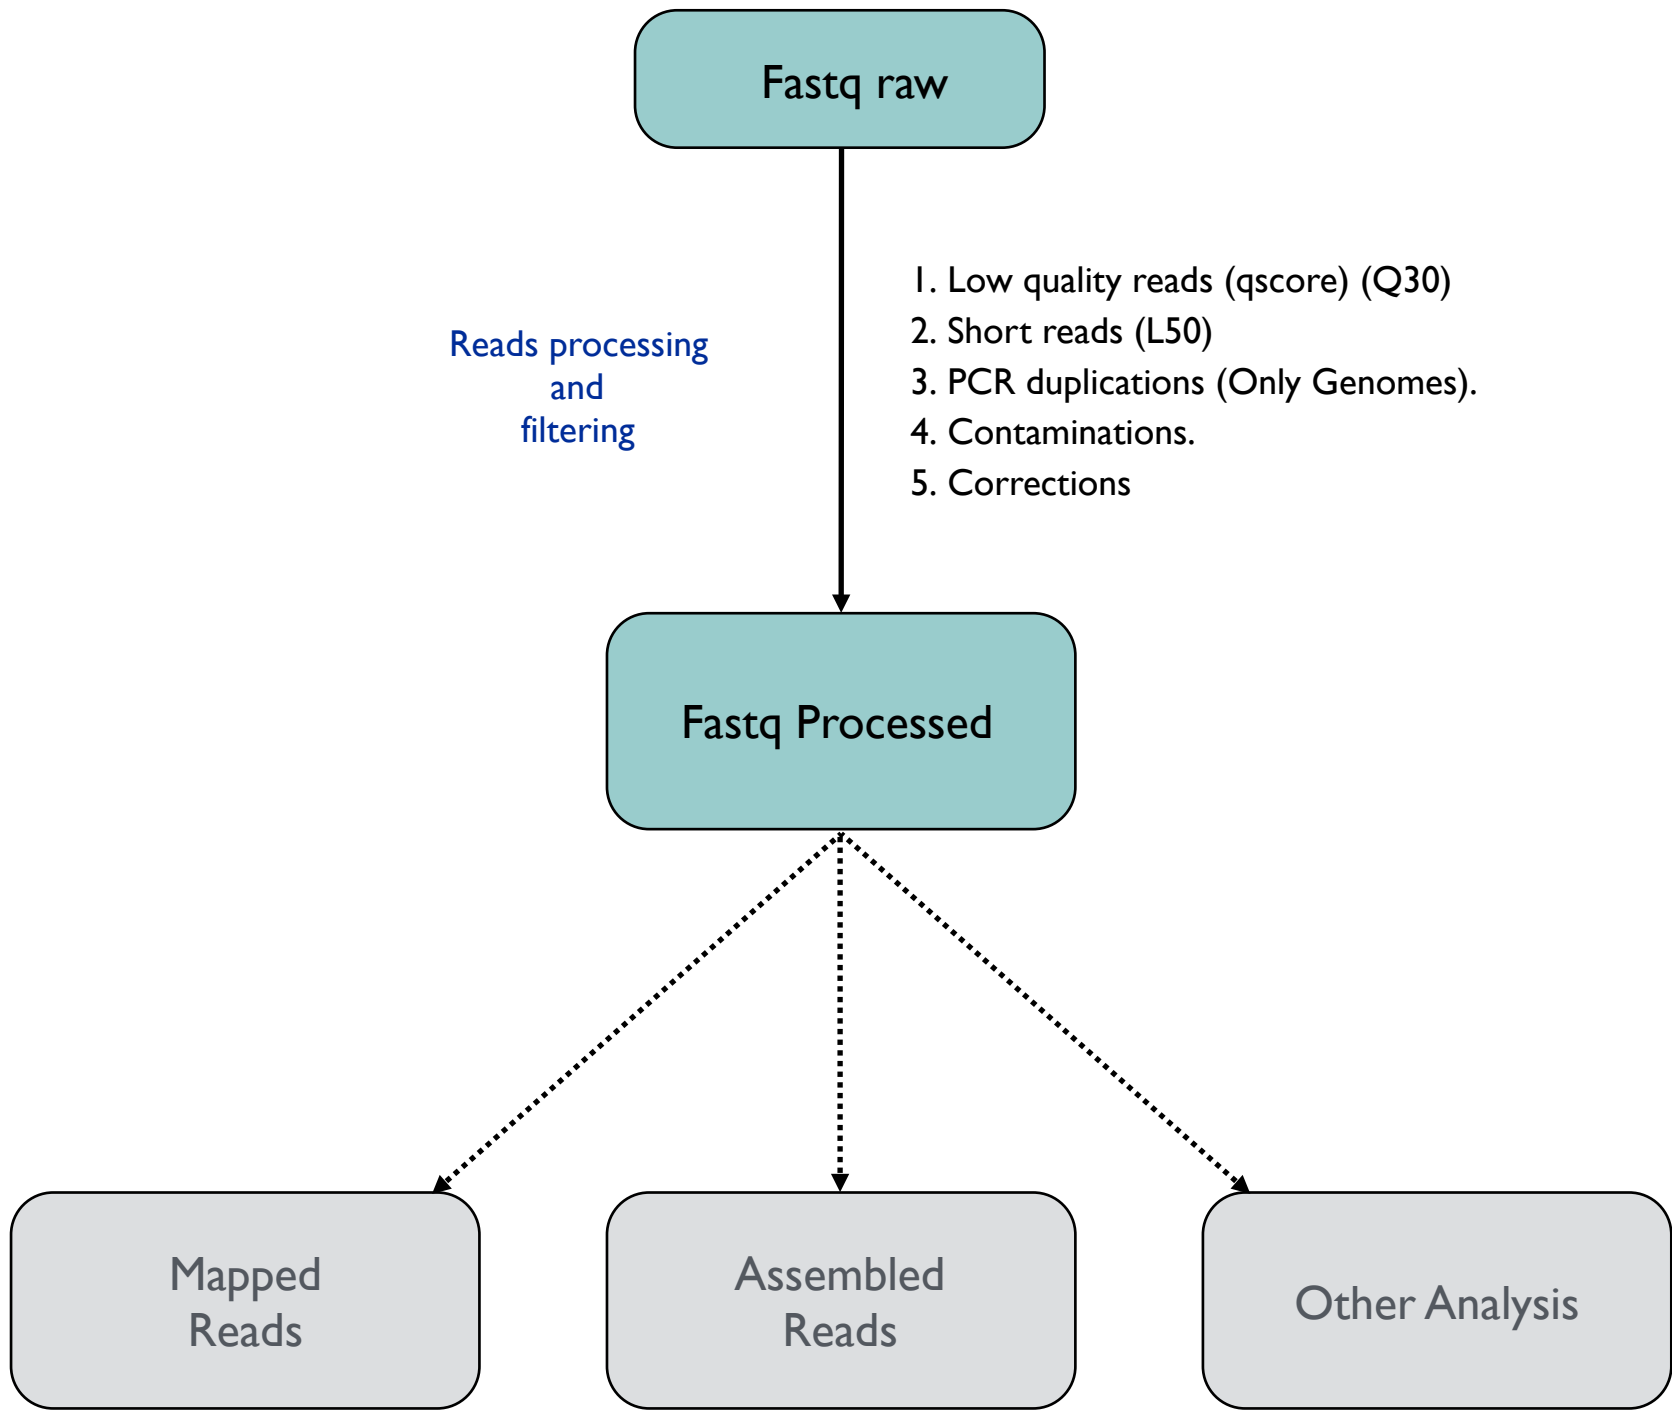 Fastq raw
Reads processing
and
filtering
1. Low quality reads (qscore) (Q30)
2. Short reads (L50)
3. PCR duplications (Only Genomes).
4. Contaminations.
5. Corrections
Fastq Processed
Mapped
Reads
Assembled
Reads
Other Analysis